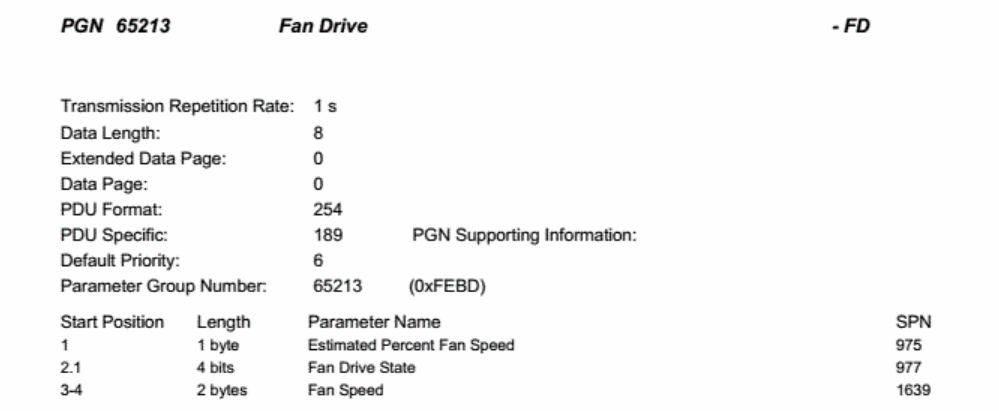 PGN 65213 Fan Drive - FD
Transmission Repetition Rate: 1 s
Data Length: 8
Extended Data Page: 0
Data Page: 0
PDU Format: 254
PDU Specific: 189 PGN Supporting Information:
Default Priority: 6
Parameter Group Number: 65213 (0xFEBD)
Start Position Length Parameter Name SPN
1 1 byte Estimated Percent Fan Speed 975
2.1 4 bits Fan Drive State 977
3-4 2 bytes Fan Speed 1639